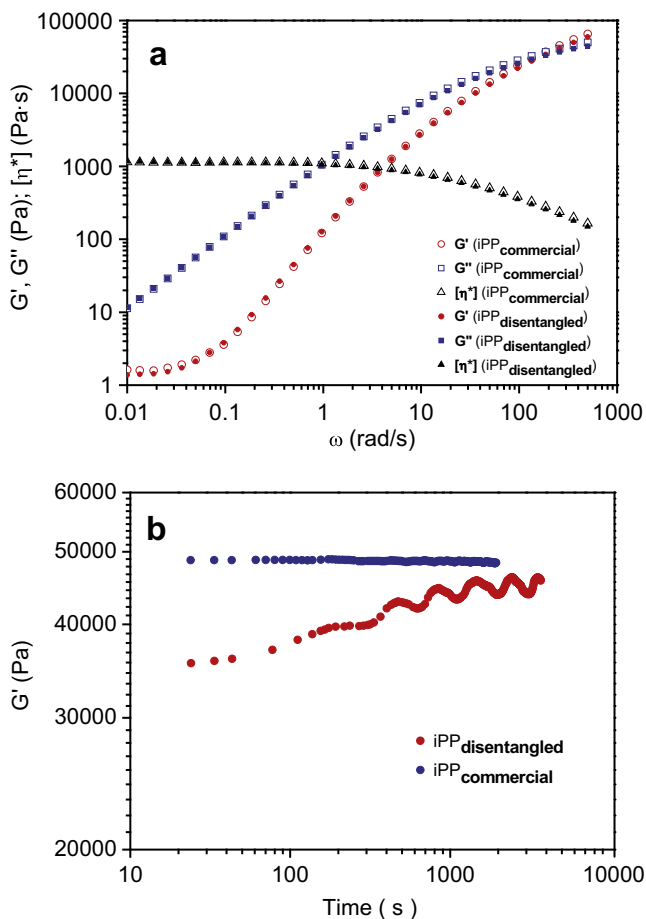 a
100000
10000
1000
100
10
1
G', G'' (Pa); [η*] (Pa·s)
G' (iPPcommercial)
G'' (iPPcommercial)
[η*] (iPPcommercial)
G' (iPPdisentangled)
G'' (iPPdisentangled)
[η*] (iPPdisentangled)
0.01 0.1 1 10 100 1000
ω (rad/s)
b
60000
50000
40000
30000
20000
G' (Pa)
iPPdisentangled
iPPcommercial
10 100 1000 10000
Time ( s )